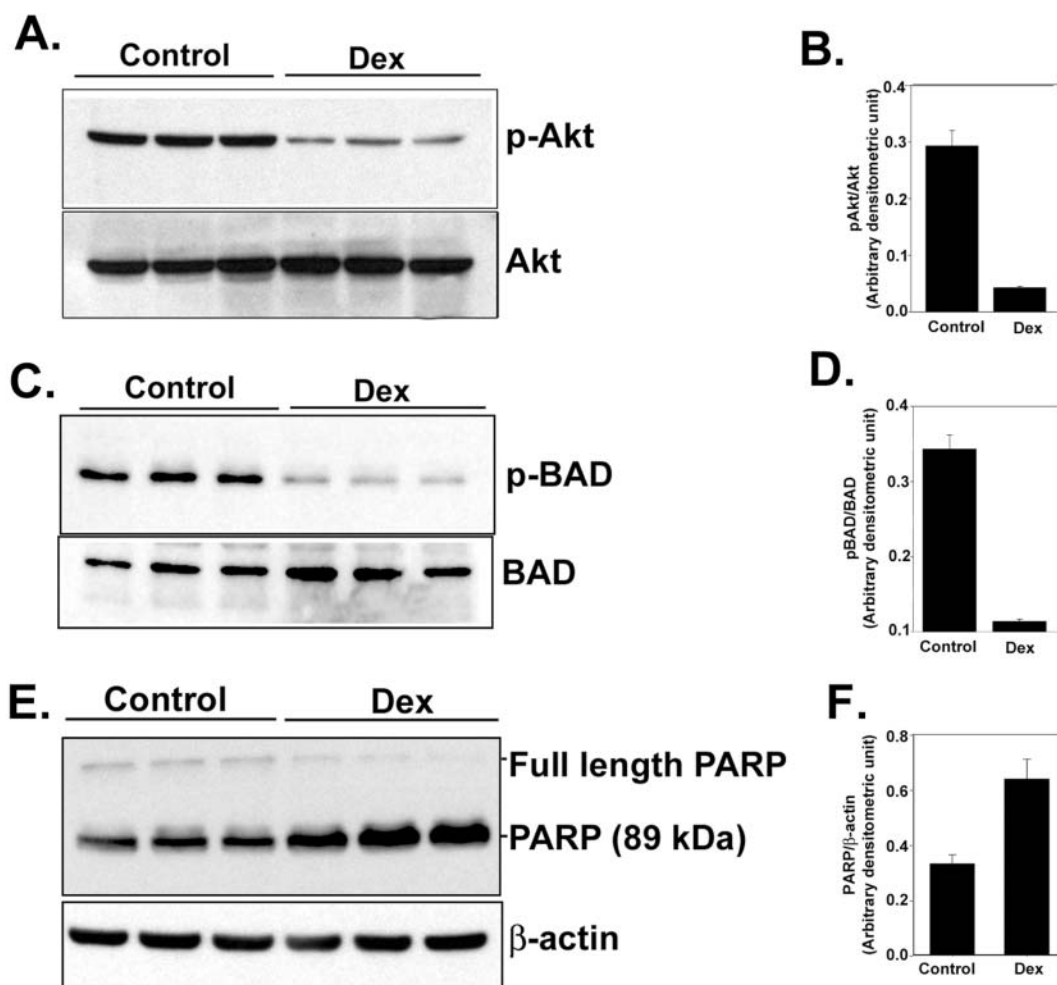 A.
Control Dex
p-Akt
Akt
B.
0.4
0.3
0.2
0.1
0.0
pAkt/Akt
(Arbitrary densitometric unit)
Control Dex
C.
Control Dex
p-BAD
BAD
D.
0.4
0.3
0.2
0.1
pBAD/BAD
(Arbitrary densitometric unit)
Control Dex
E.
Control Dex
Full length PARP
PARP (89 kDa)
β-actin
F.
0.8
0.6
0.4
0.2
0.0
PARP/β-actin
(Arbitrary densitometric unit)
Control Dex